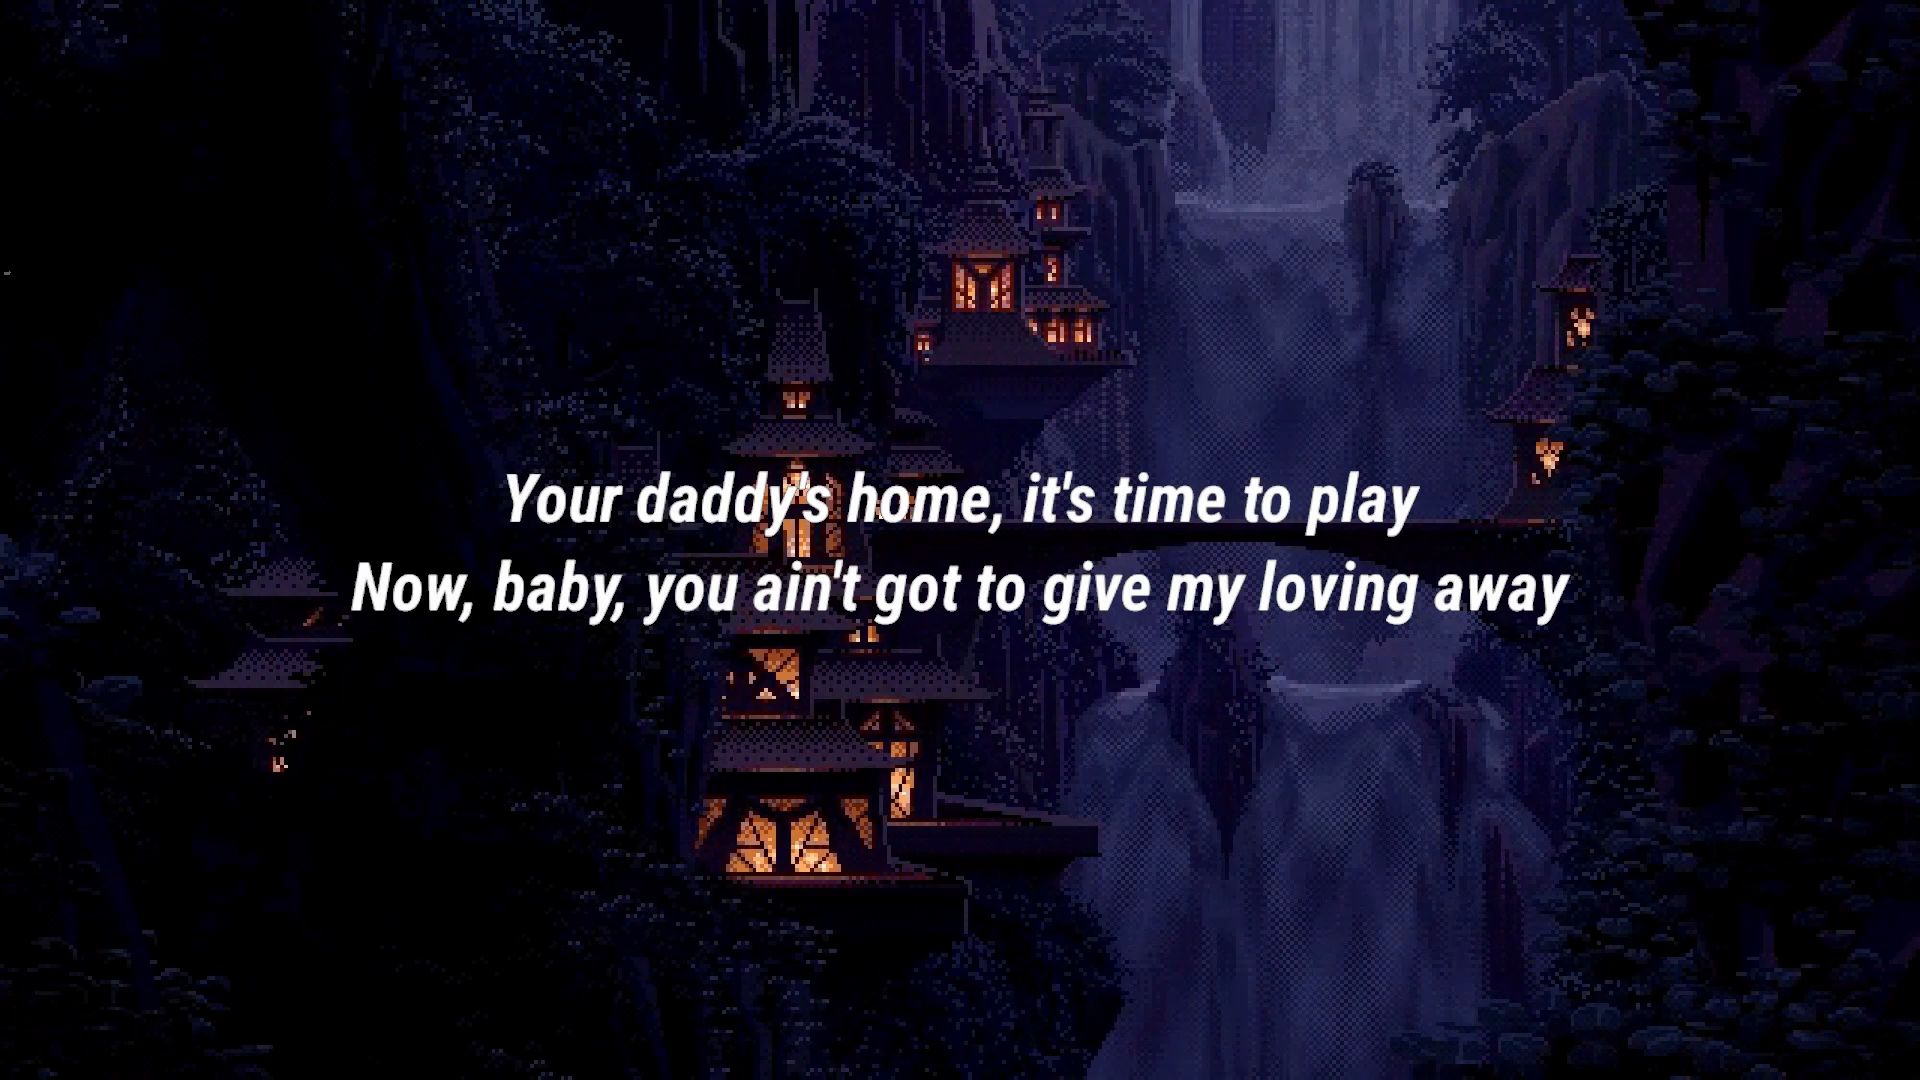 Your daddy's home, it's time to play
Now, baby, you ain't got to give my loving away